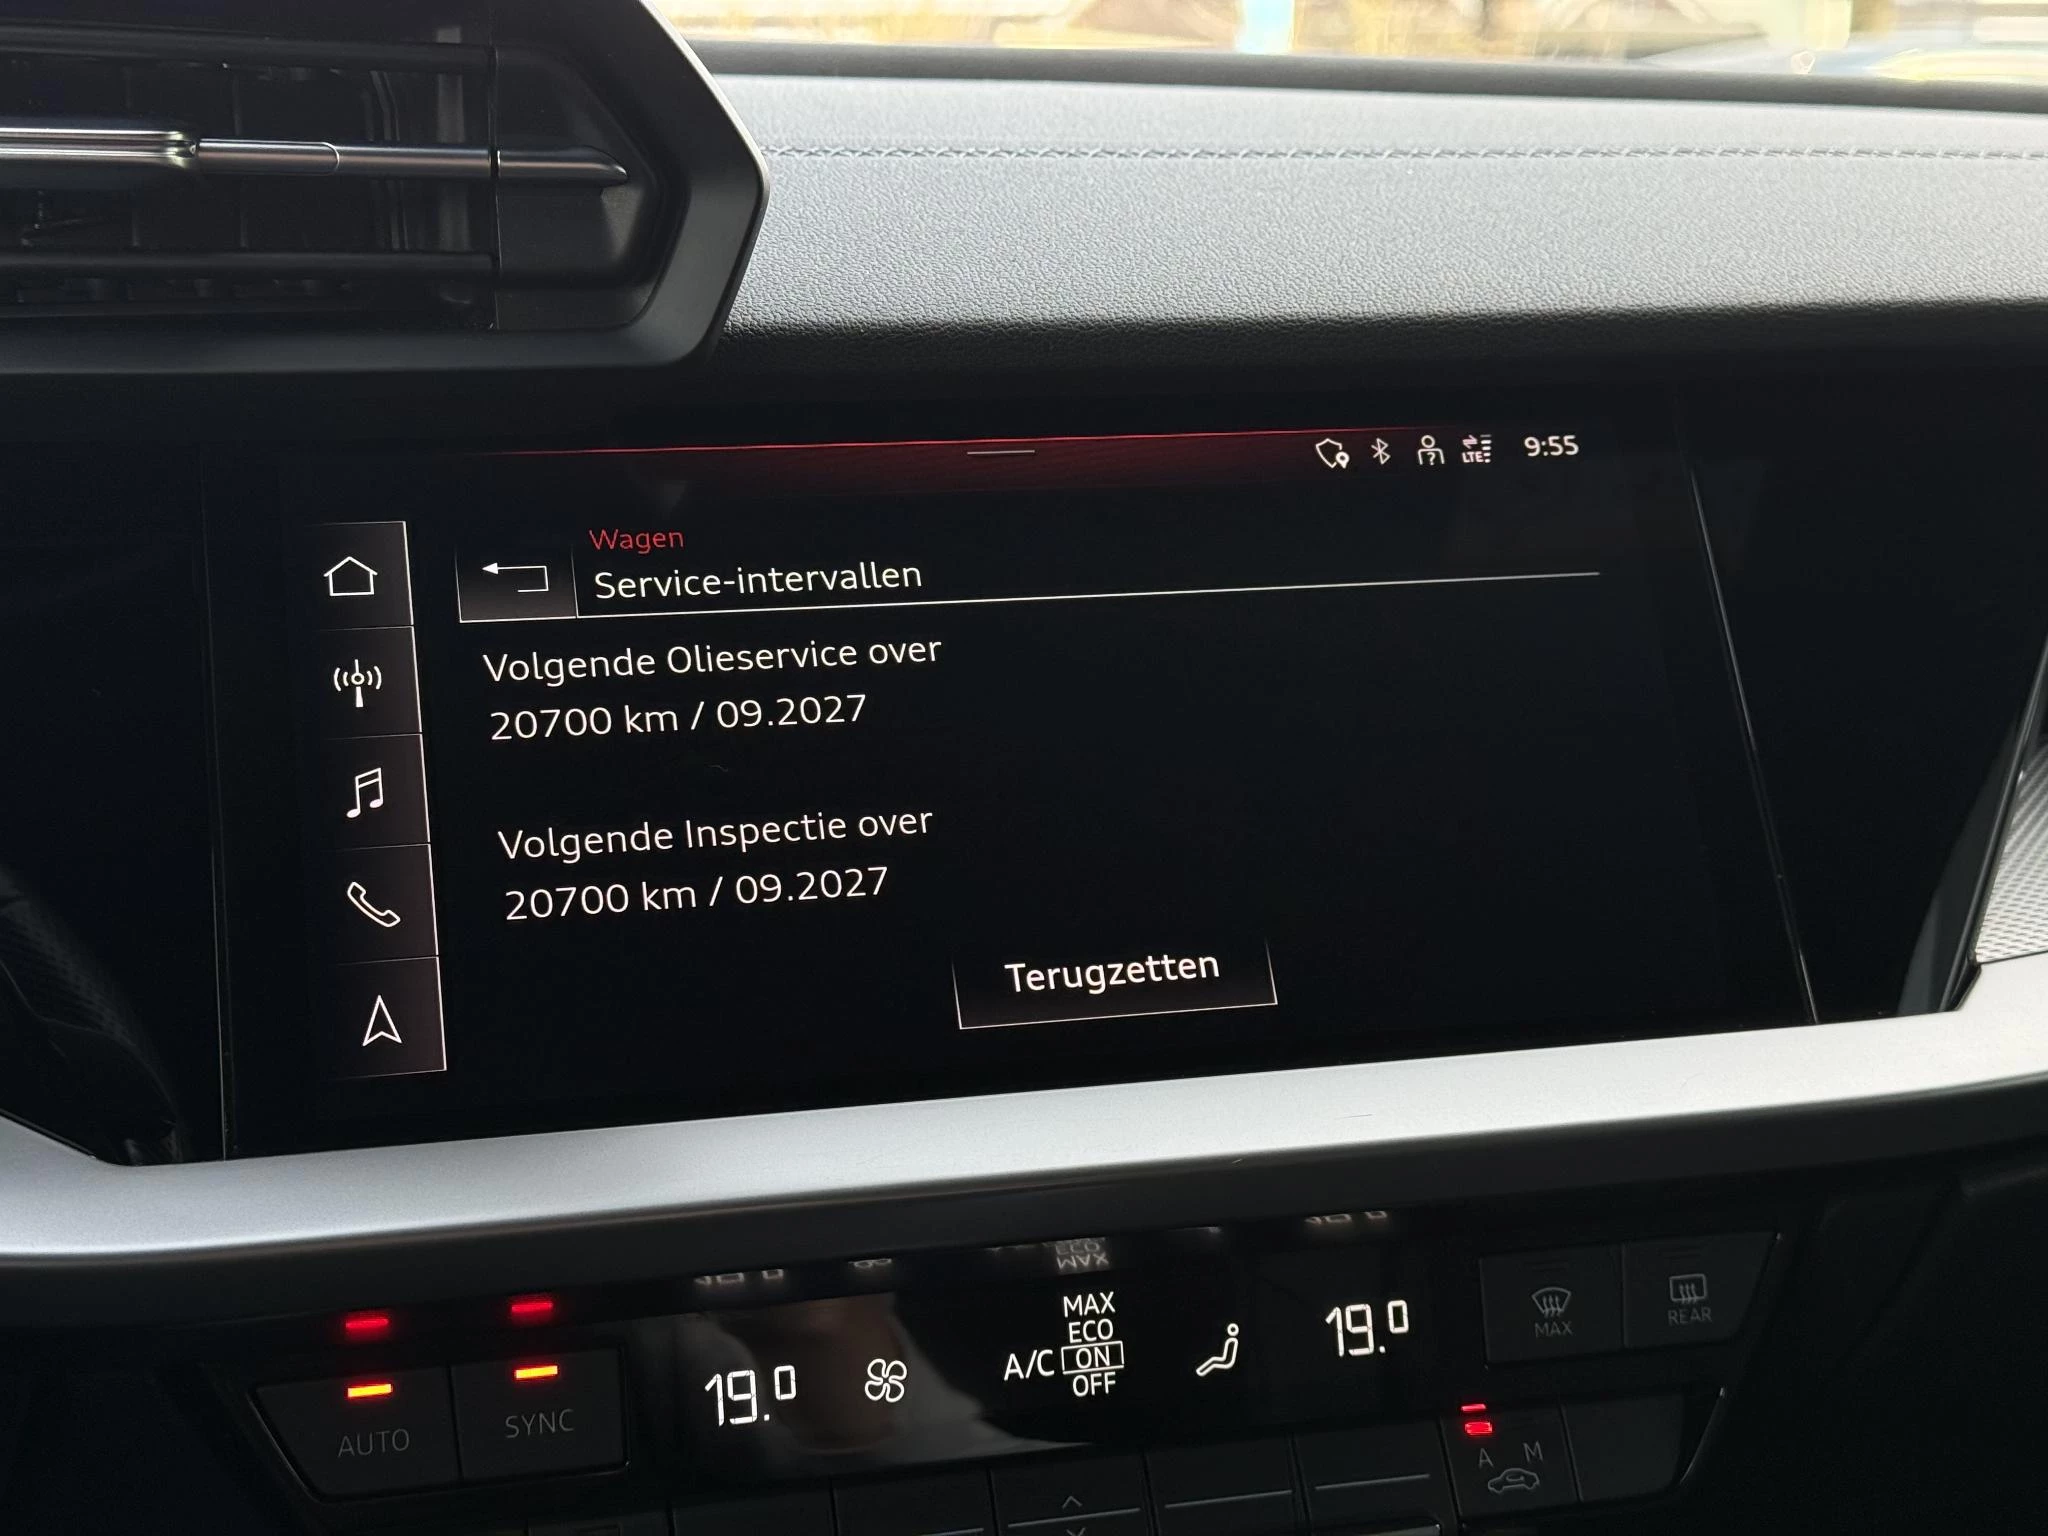 LTE 9:55
Wagen
Service-intervallen
Volgende Olieservice over
20700 km / 09.2027
Volgende Inspectie over
20700 km / 09.2027
Terugzetten
MAX
ECO
A/C ON
OFF
19.0
19.0
MAX
REAR
AUTO
SYNC
A M